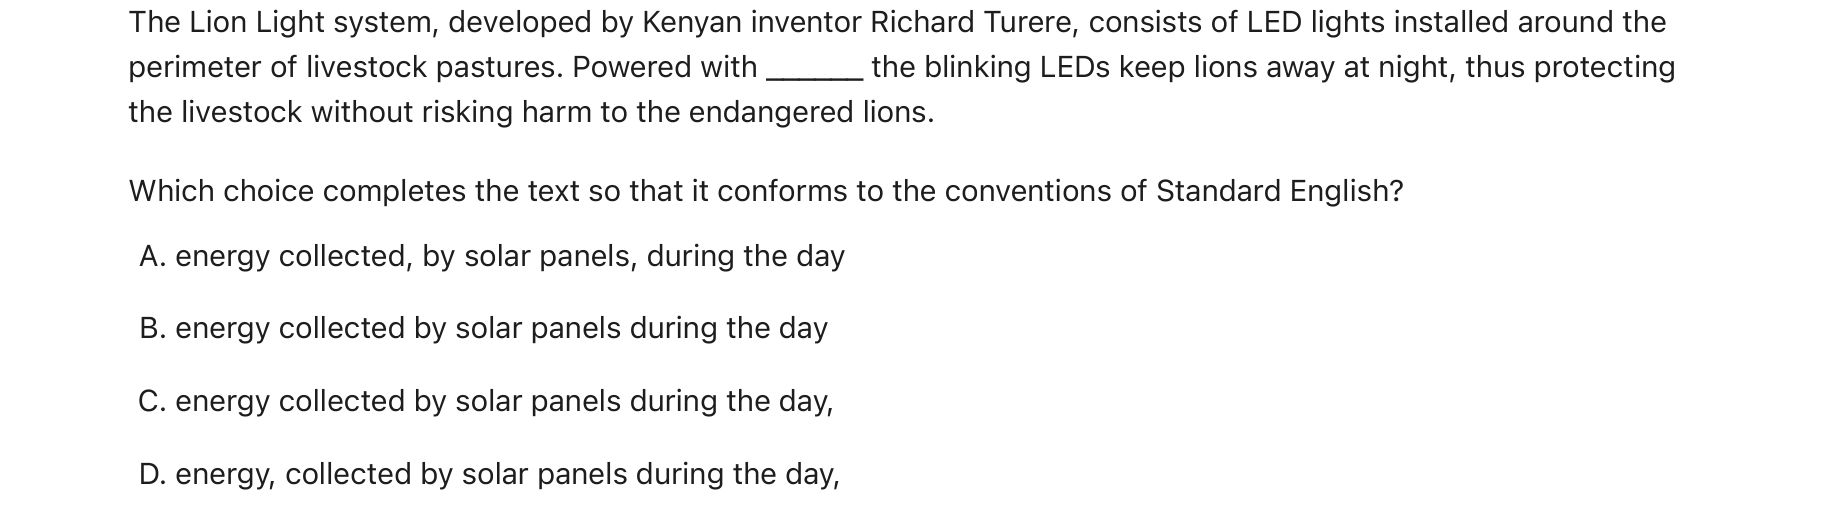 The Lion Light system, developed by Kenyan inventor Richard Turere, consists of LED lights installed around the
perimeter of livestock pastures. Powered with ______ the blinking LEDs keep lions away at night, thus protecting
the livestock without risking harm to the endangered lions.
Which choice completes the text so that it conforms to the conventions of Standard English?
A. energy collected, by solar panels, during the day
B. energy collected by solar panels during the day
C. energy collected by solar panels during the day,
D. energy, collected by solar panels during the day,